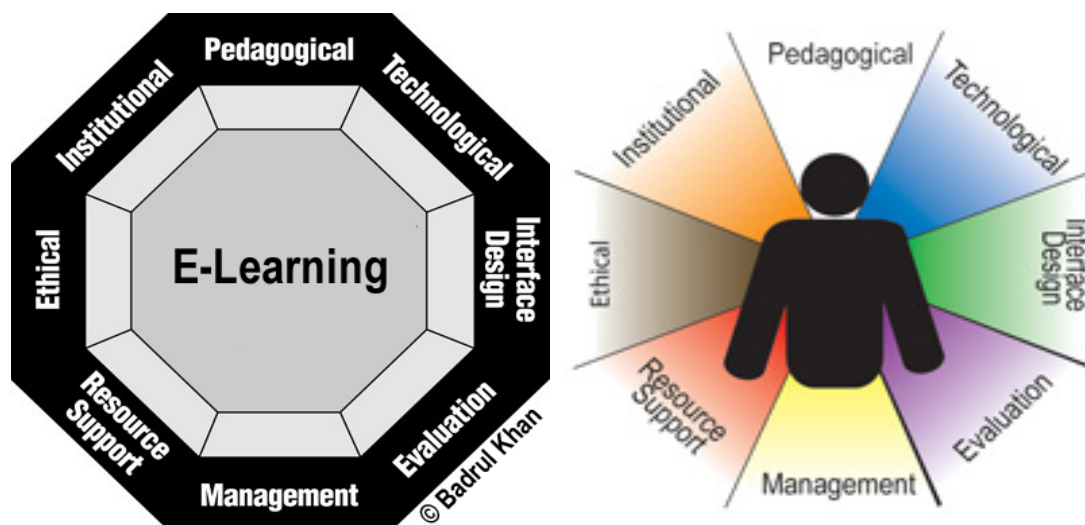 Pedagogical
Technological
Interface
Design
Evaluation
Management
Resource
Support
Ethical
Institutional
E-Learning
© Badrul Khan
Pedagogical
Technological
Interface
Design
Evaluation
Management
Resource
Support
Ethical
Institutional